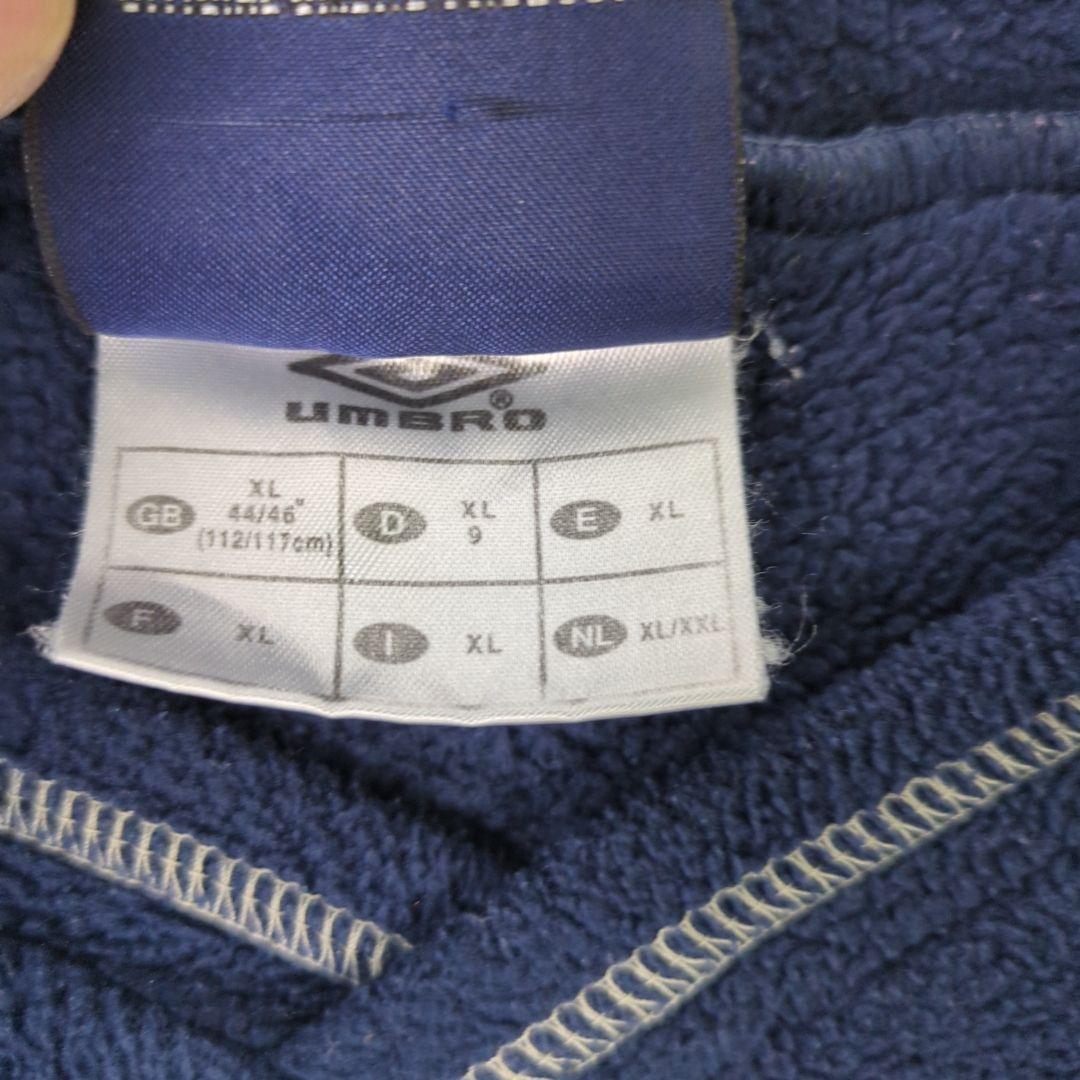 UMBRO®
GB XL 44/46" (112/117cm)
D XL 9
E XL
F XL
I XL
NL XL/XXL